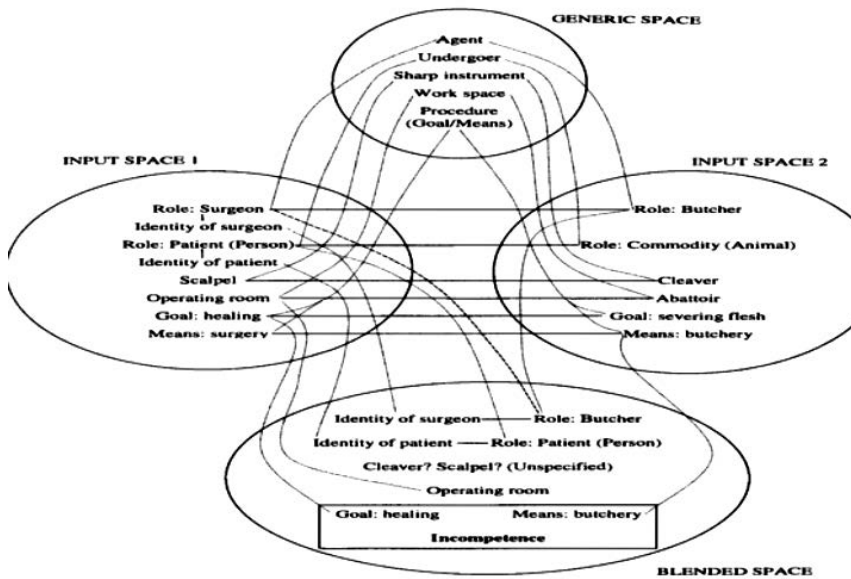 GENERIC SPACE
Agent
Undergoer
Sharp instrument
Work space
Procedure
(Goal/Means)
INPUT SPACE 1
Role: Surgeon
Identity of surgeon
Role: Patient (Person)
Identity of patient
Scalpel
Operating room
Goal: healing
Means: surgery
INPUT SPACE 2
Role: Butcher
Role: Commodity (Animal)
Cleaver
Abattoir
Goal: severing flesh
Means: butchery
Identity of surgeon Role: Butcher
Identity of patient Role: Patient (Person)
Cleaver? Scalpel? (Unspecified)
Operating room
Goal: healing Means: butchery
Incompetence
BLENDED SPACE